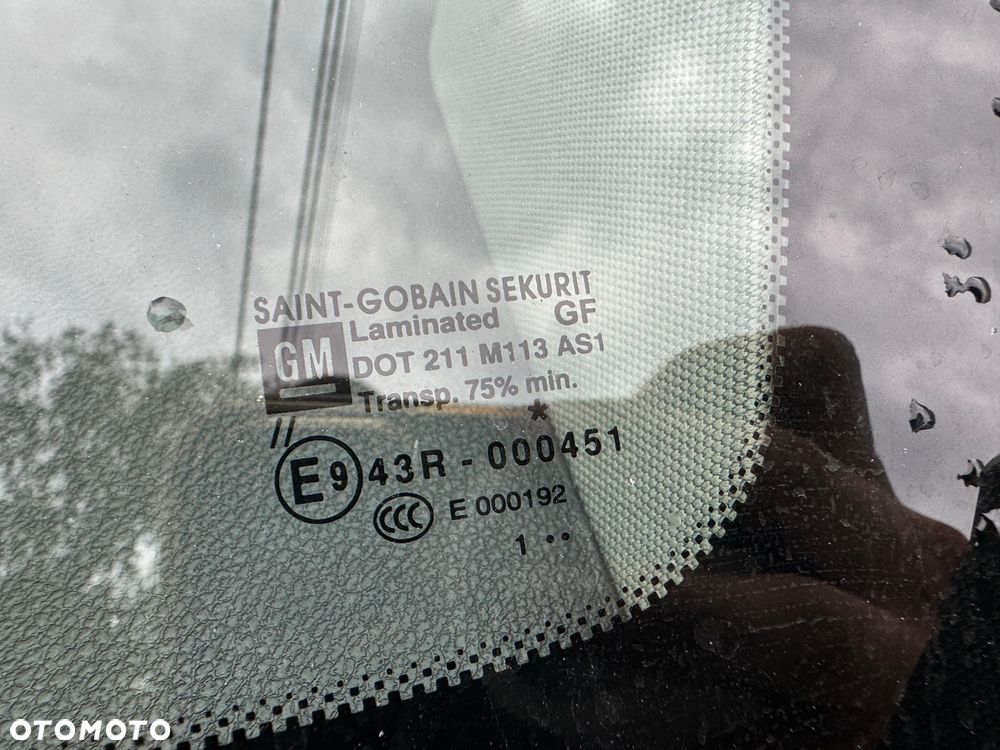 SAINT-GOBAIN SEKURIT
GM
Laminated GF
DOT 211 M113 AS1
Transp. 75% min.
*
//
E9 43R - 000451
CCC E 000192
1 ••
OTOMOTO